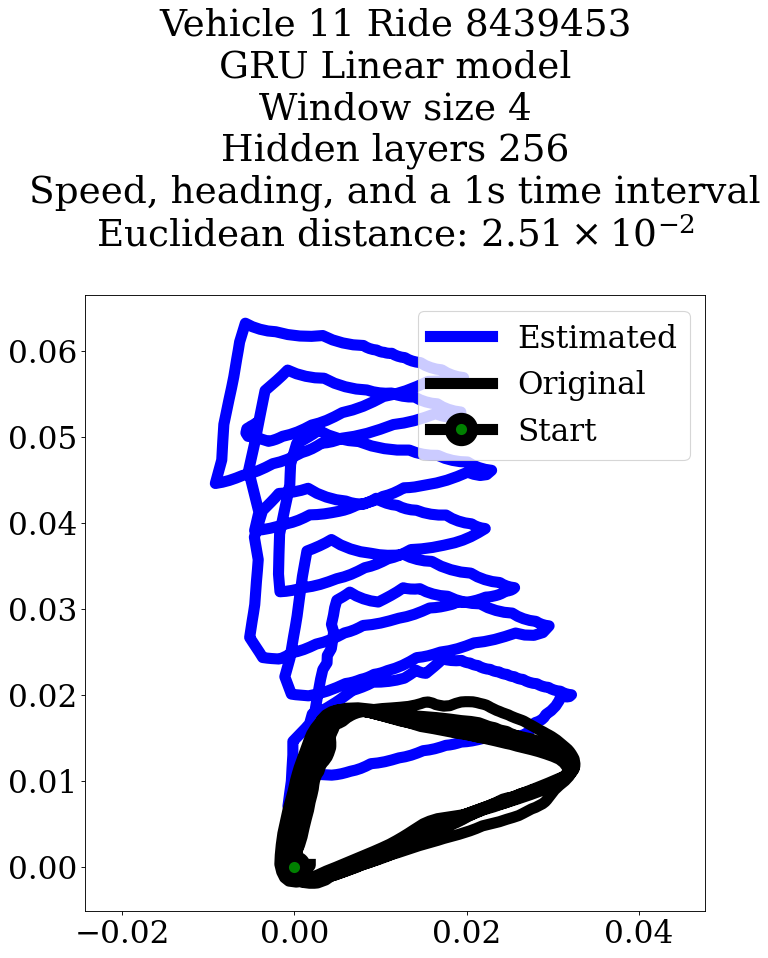 Vehicle 11 Ride 8439453
GRU Linear model
Window size 4
Hidden layers 256
Speed, heading, and a 1s time interval
Euclidean distance: 2.51 × 10⁻²
Estimated
Original
Start
0.06
0.05
0.04
0.03
0.02
0.01
0.00
−0.02 0.00 0.02 0.04